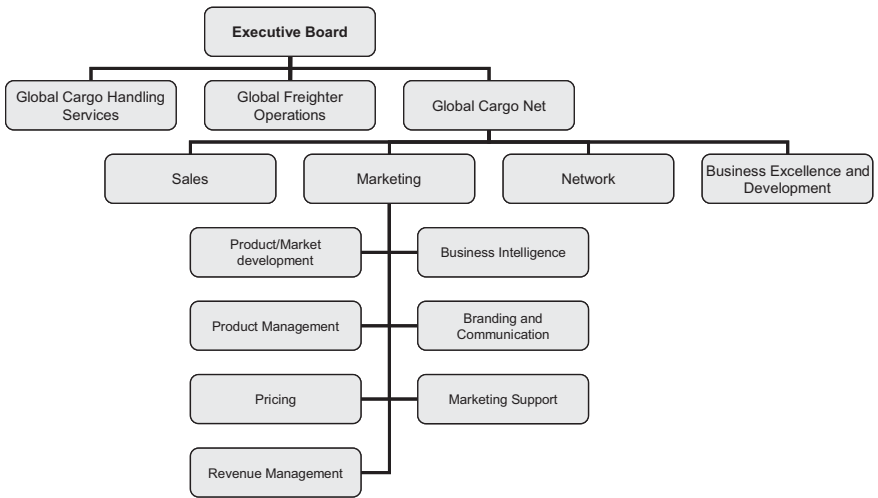 Executive Board
Global Cargo Handling
Services
Global Freighter
Operations
Global Cargo Net
Sales
Marketing
Network
Business Excellence and
Development
Product/Market
development
Business Intelligence
Product Management
Branding and
Communication
Pricing
Marketing Support
Revenue Management